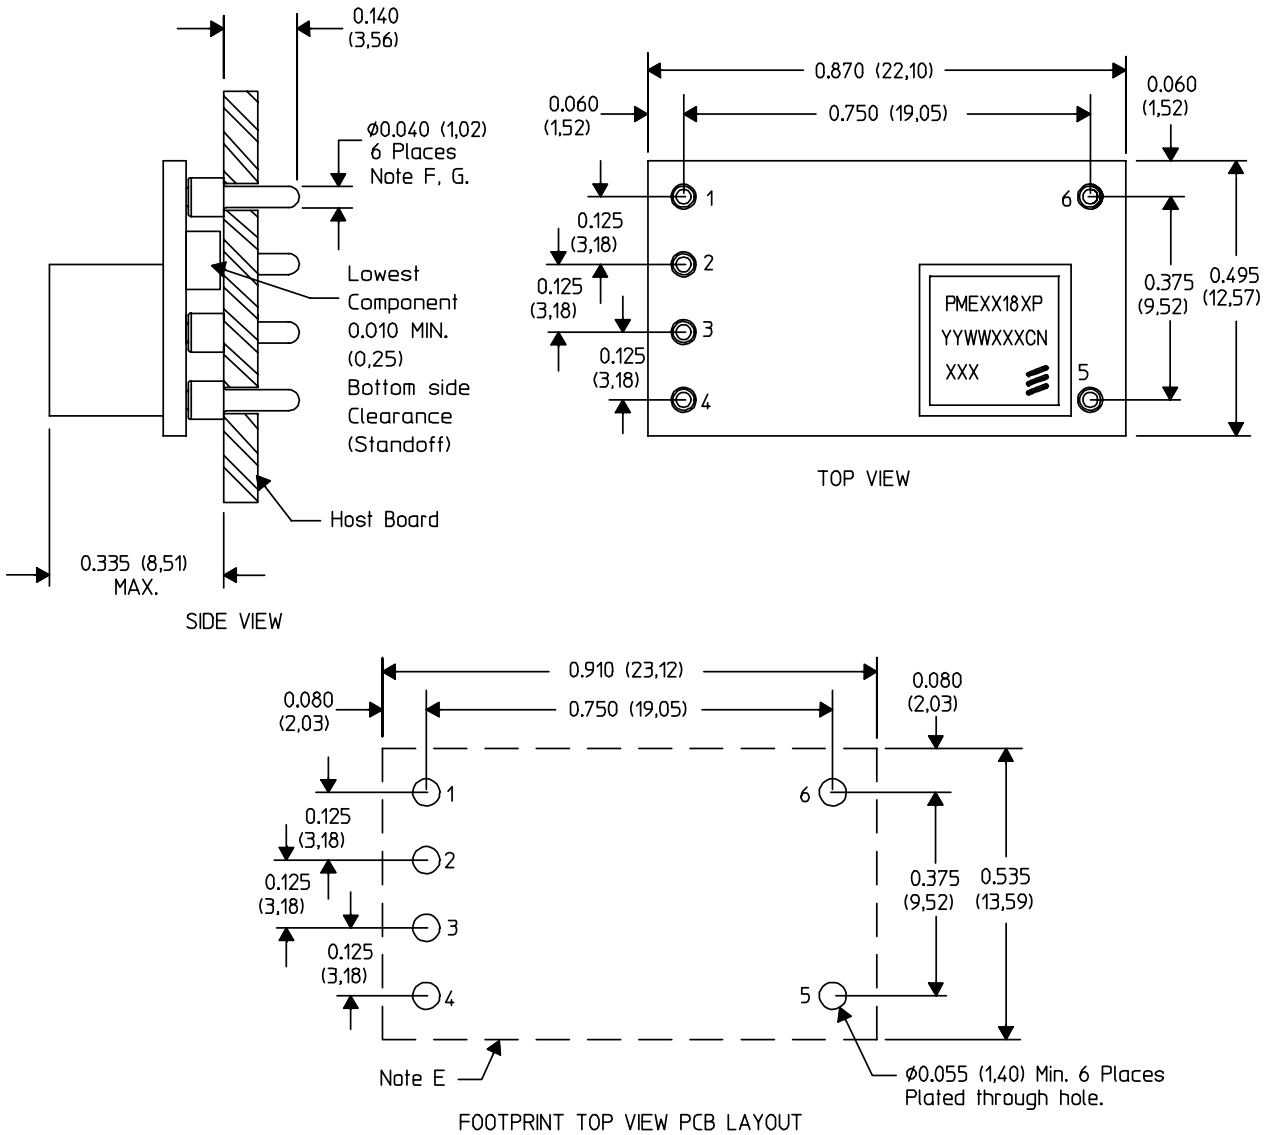 0.140
(3,56)
ø0.040 (1,02)
6 Places
Note F, G.
Lowest
Component
0.010 MIN.
(0,25)
Bottom side
Clearance
(Standoff)
Host Board
0.335 (8,51)
MAX.
SIDE VIEW
0.870 (22,10)
0.750 (19,05)
0.060
(1,52)
0.060
(1,52)
1
6
0.125
(3,18)
2
0.125
(3,18)
3
0.125
(3,18)
4
5
0.375
(9,52)
0.495
(12,57)
PMEXX18XP
YYWWXXXCN
XXX
TOP VIEW
0.910 (23,12)
0.750 (19,05)
0.080
(2,03)
0.080
(2,03)
1
6
0.125
(3,18)
2
0.125
(3,18)
3
0.125
(3,18)
4
5
0.375
(9,52)
0.535
(13,59)
Note E
ø0.055 (1,40) Min. 6 Places
Plated through hole.
FOOTPRINT TOP VIEW PCB LAYOUT